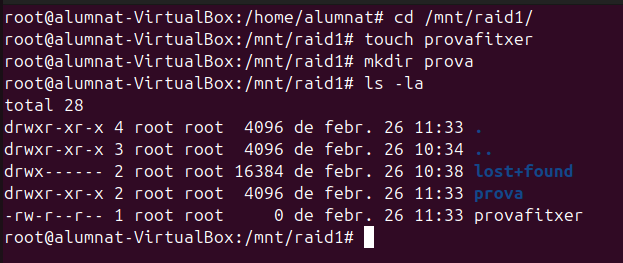 root@alumnat-VirtualBox:/home/alumnat# cd /mnt/raid1/
root@alumnat-VirtualBox:/mnt/raid1# touch provafitxer
root@alumnat-VirtualBox:/mnt/raid1# mkdir prova
root@alumnat-VirtualBox:/mnt/raid1# ls -la
total 28
drwxr-xr-x 4 root root  4096 de febr. 26 11:33 .
drwxr-xr-x 3 root root  4096 de febr. 26 10:34 ..
drwx------ 2 root root 16384 de febr. 26 10:38 lost+found
drwxr-xr-x 2 root root  4096 de febr. 26 11:33 prova
-rw-r--r-- 1 root root     0 de febr. 26 11:33 provafitxer
root@alumnat-VirtualBox:/mnt/raid1#